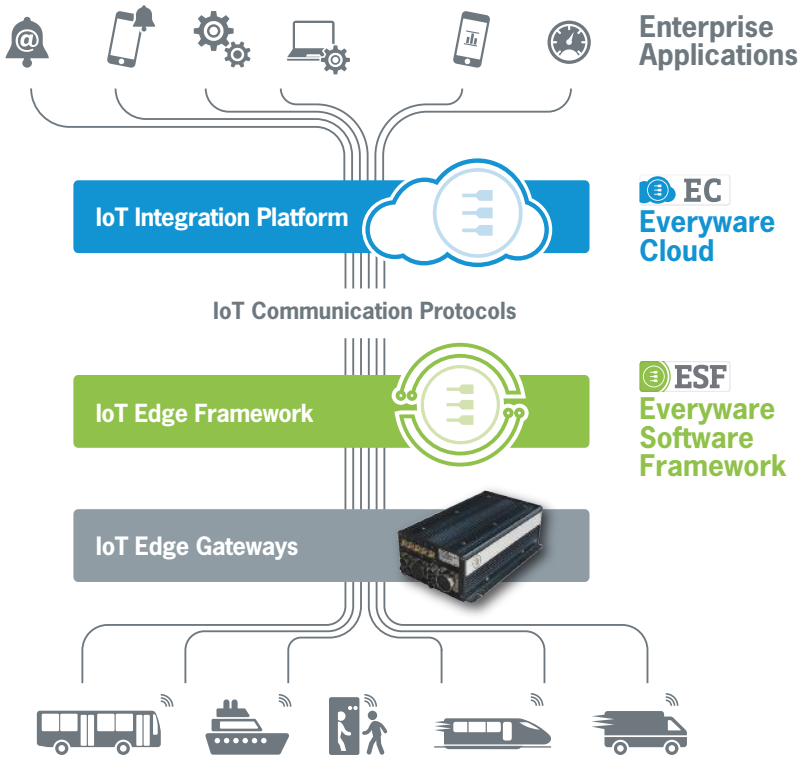 @
Enterprise
Applications
IoT Integration Platform
EC
Everyware
Cloud
IoT Communication Protocols
IoT Edge Framework
ESF
Everyware
Software
Framework
IoT Edge Gateways